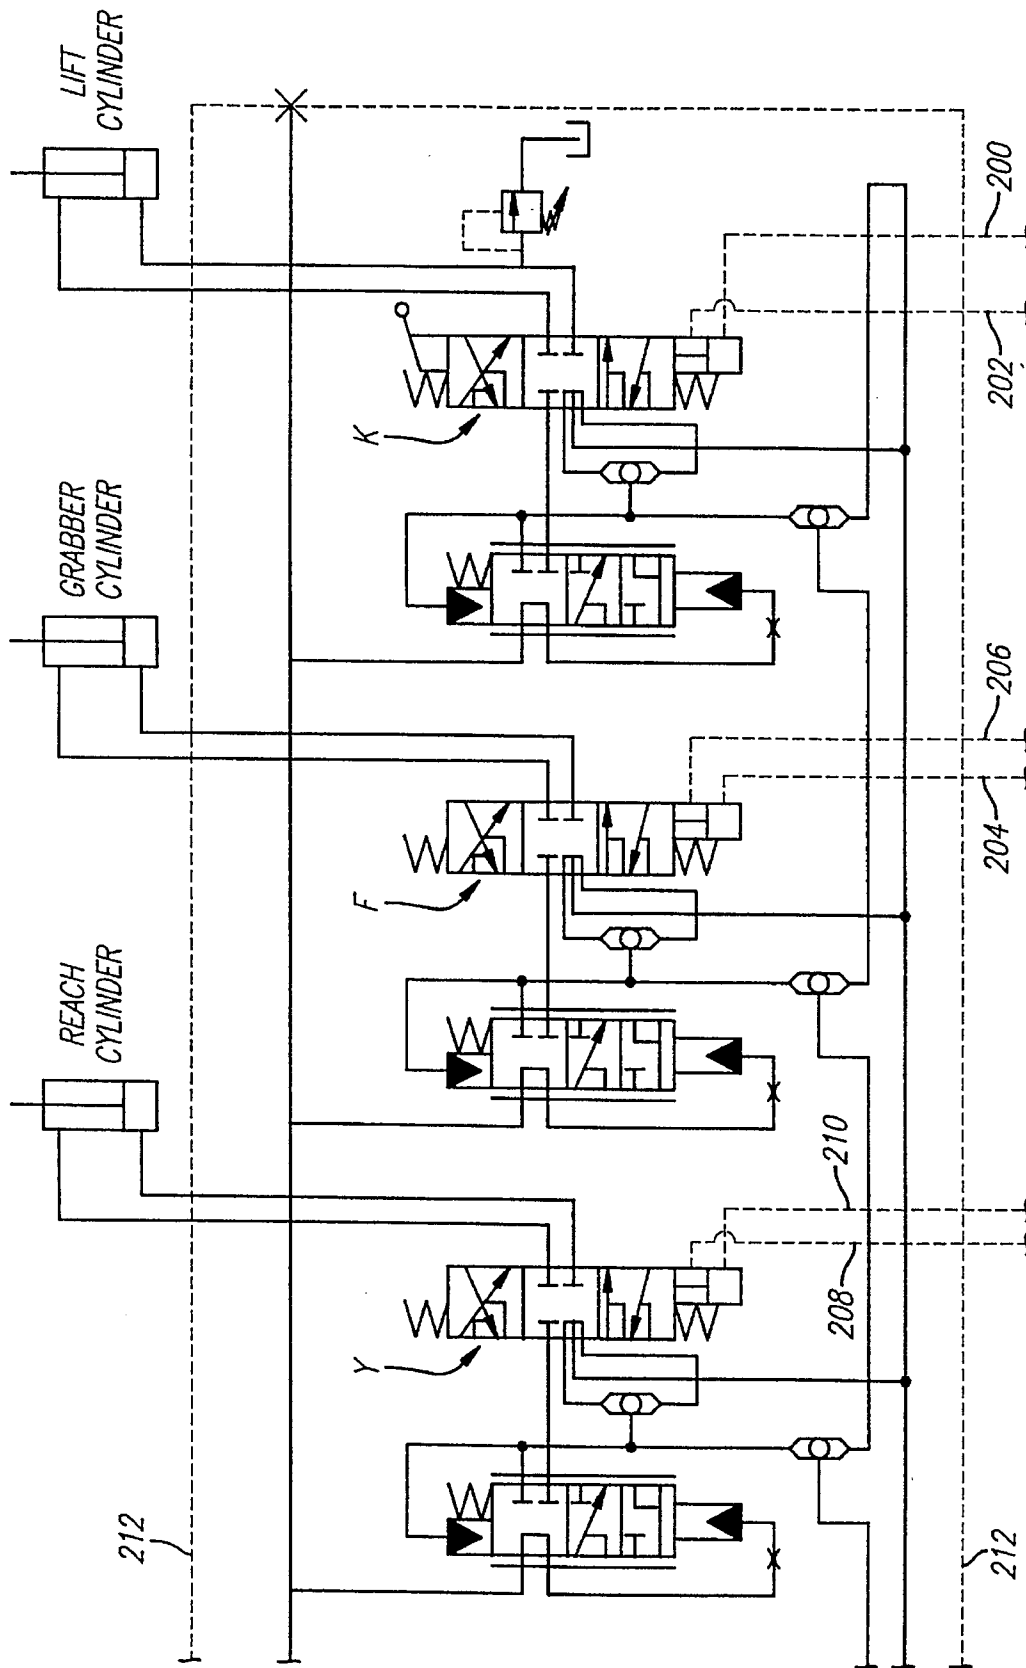 LIFT
CYLINDER
GRABBER
CYLINDER
REACH
CYLINDER
K
F
Y
200
202
206
204
210
208
212
212